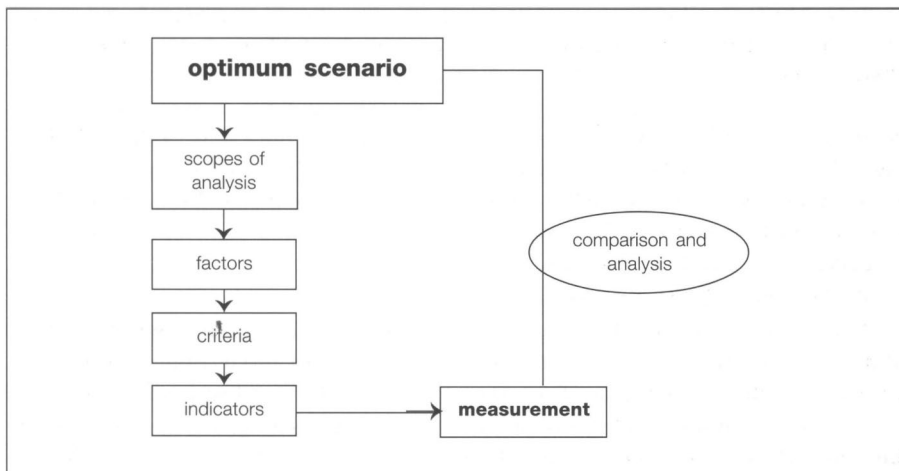 optimum scenario
scopes of
analysis
factors
criteria
indicators
measurement
comparison and
analysis